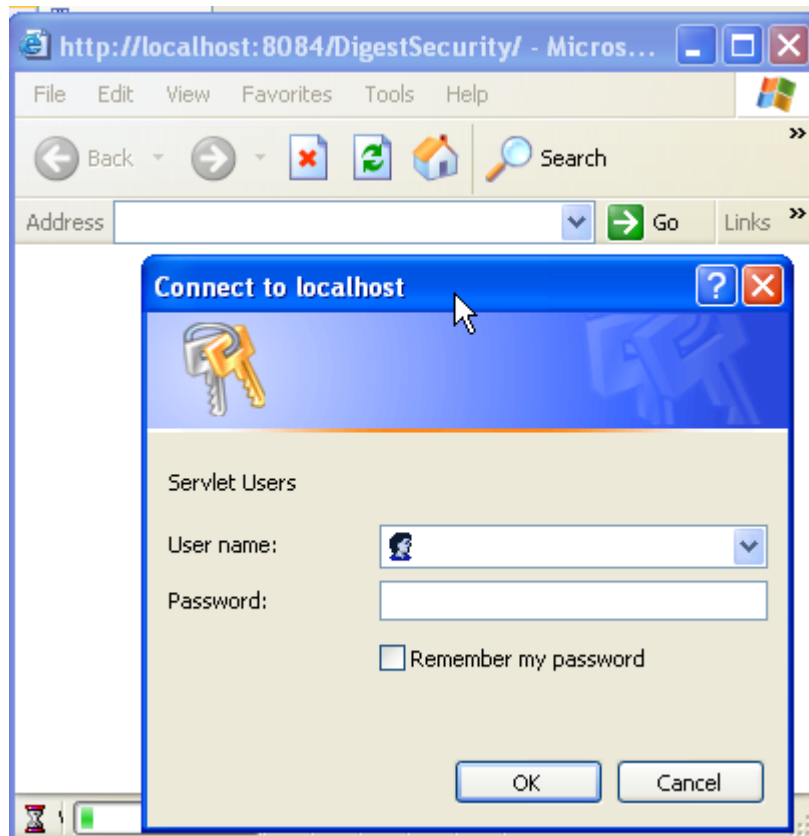 http://localhost:8084/DigestSecurity/ - Micros...
File Edit View Favorites Tools Help
Back Search »
Address Go Links »
Connect to localhost
Servlet Users
User name:
Password:
Remember my password
OK Cancel